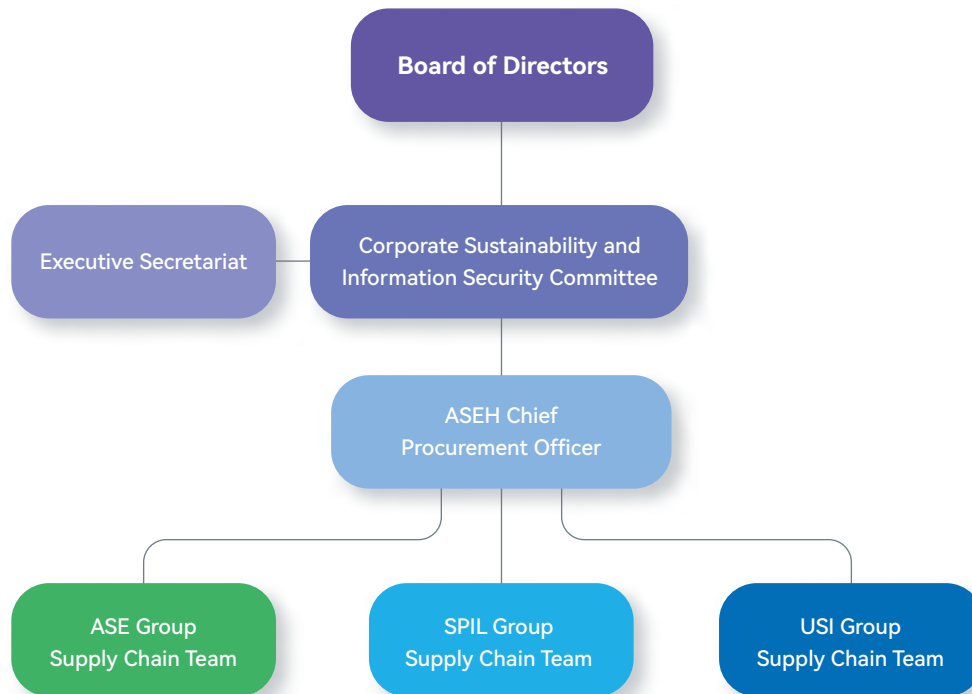 Board of Directors
Executive Secretariat
Corporate Sustainability and
Information Security Committee
ASEH Chief
Procurement Officer
ASE Group
Supply Chain Team
SPIL Group
Supply Chain Team
USI Group
Supply Chain Team